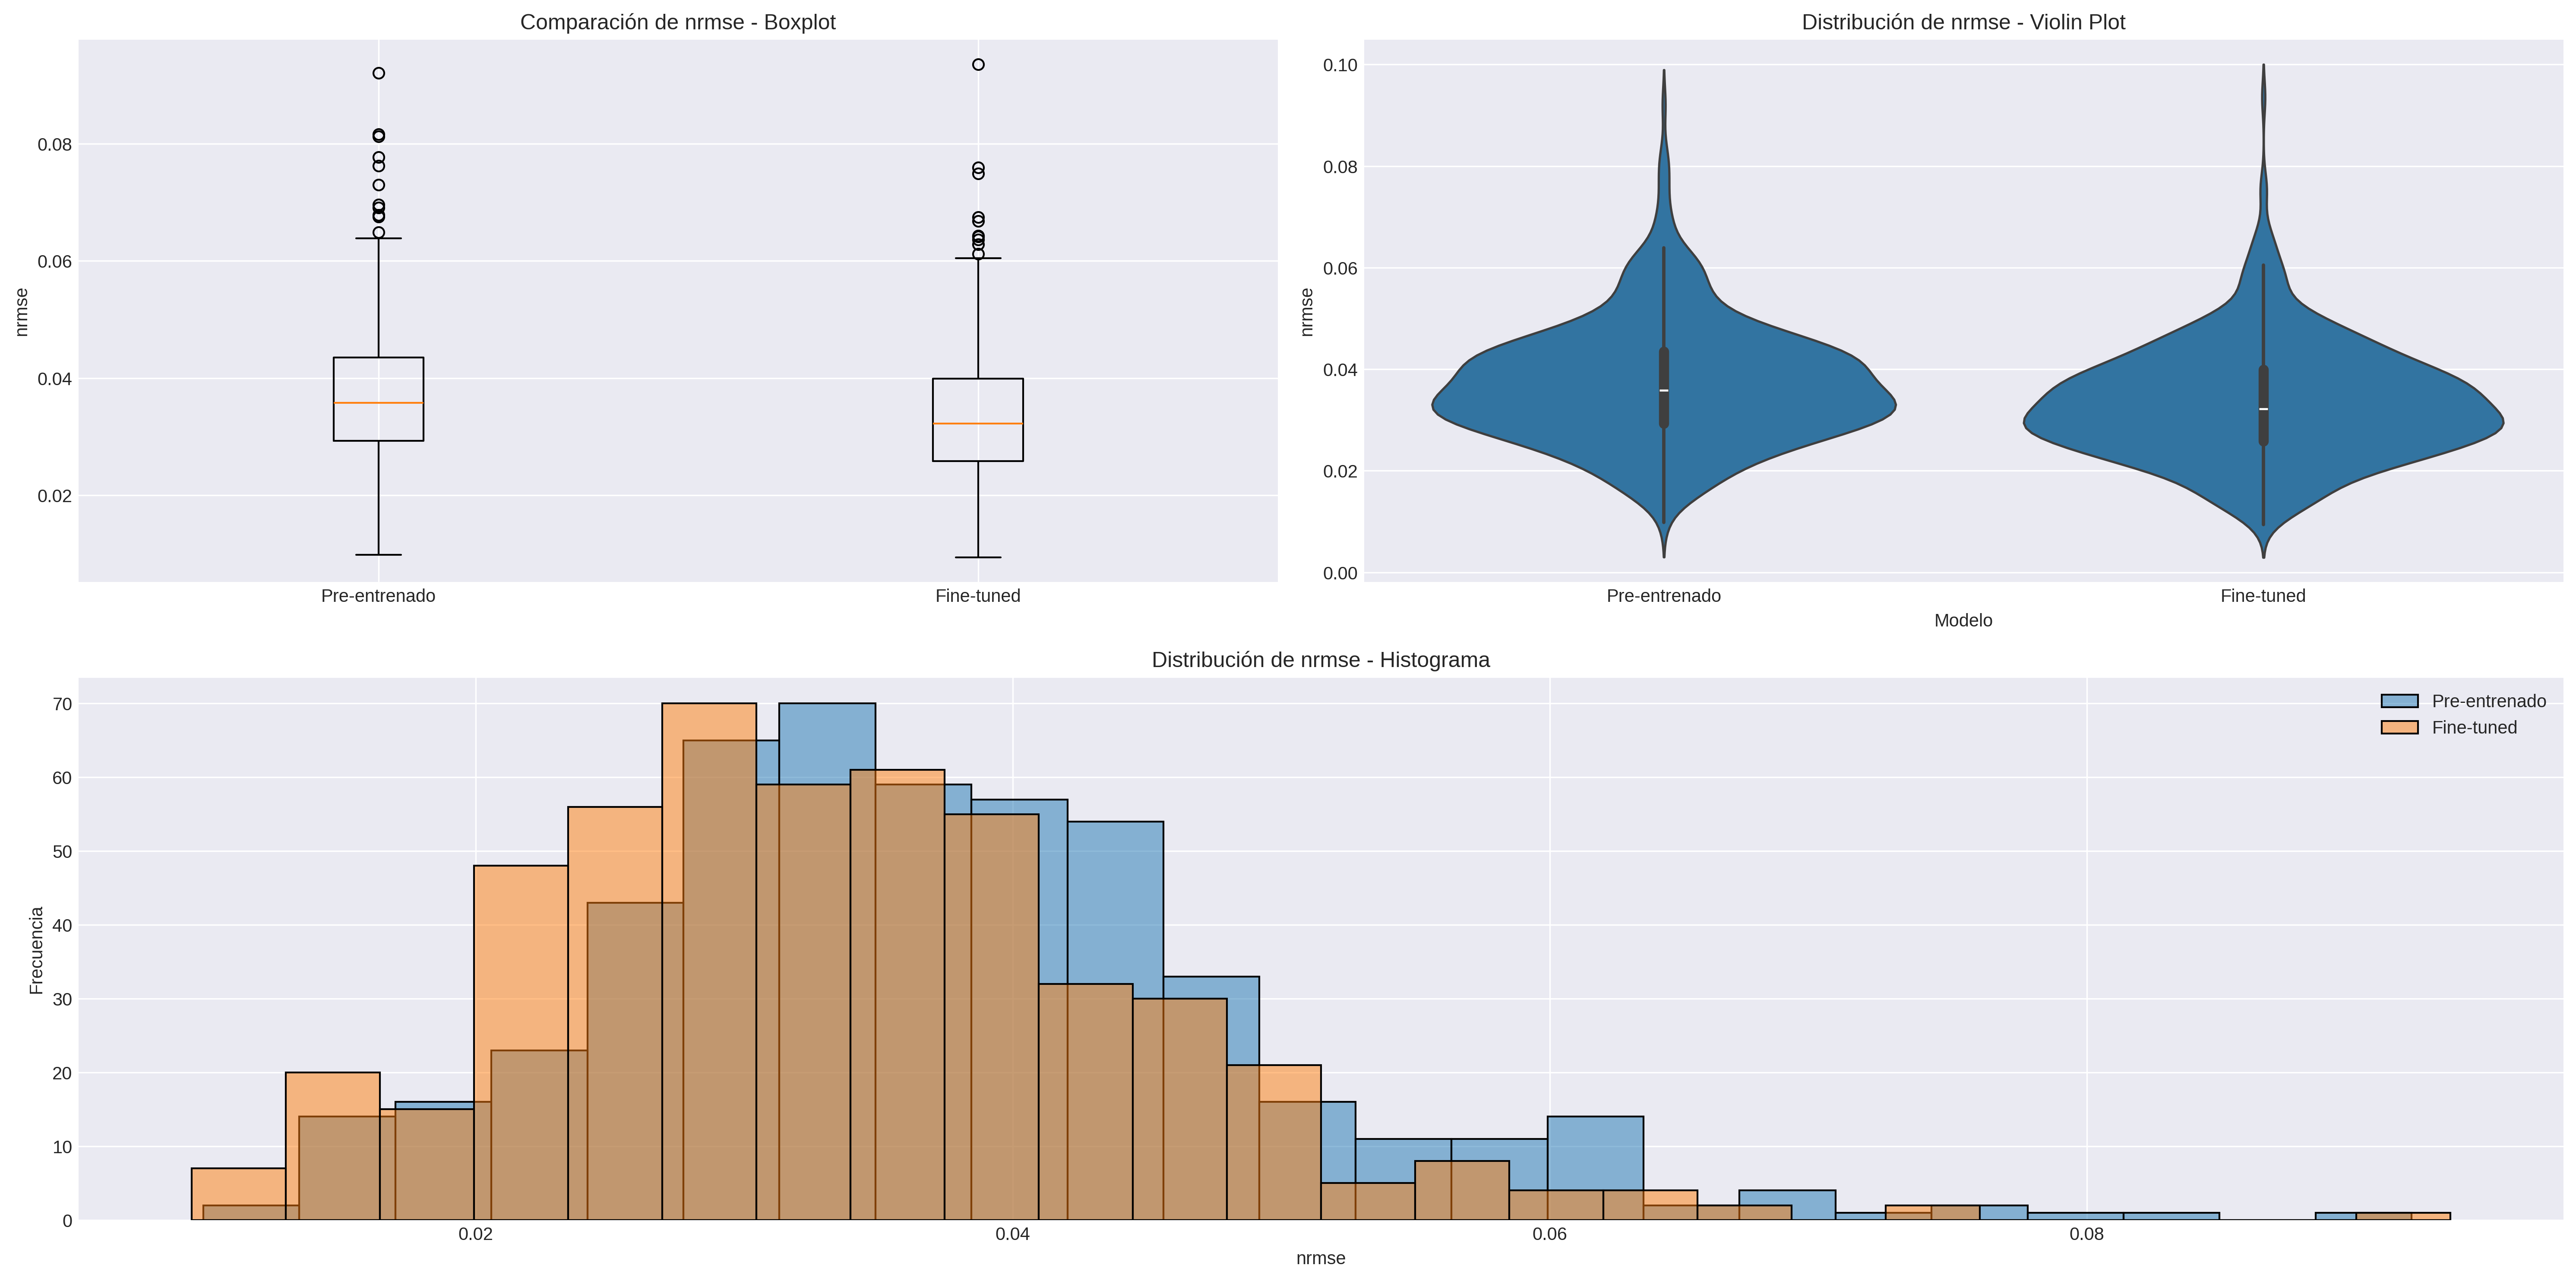 Comparación de nrmse - Boxplot
nrmse
0.08
0.06
0.04
0.02
Pre-entrenado
Fine-tuned
Distribución de nrmse - Violin Plot
nrmse
0.10
0.08
0.06
0.04
0.02
0.00
Pre-entrenado
Fine-tuned
Modelo
Distribución de nrmse - Histograma
Frecuencia
70
60
50
40
30
20
10
0
Pre-entrenado
Fine-tuned
0.02
0.04
0.06
0.08
nrmse